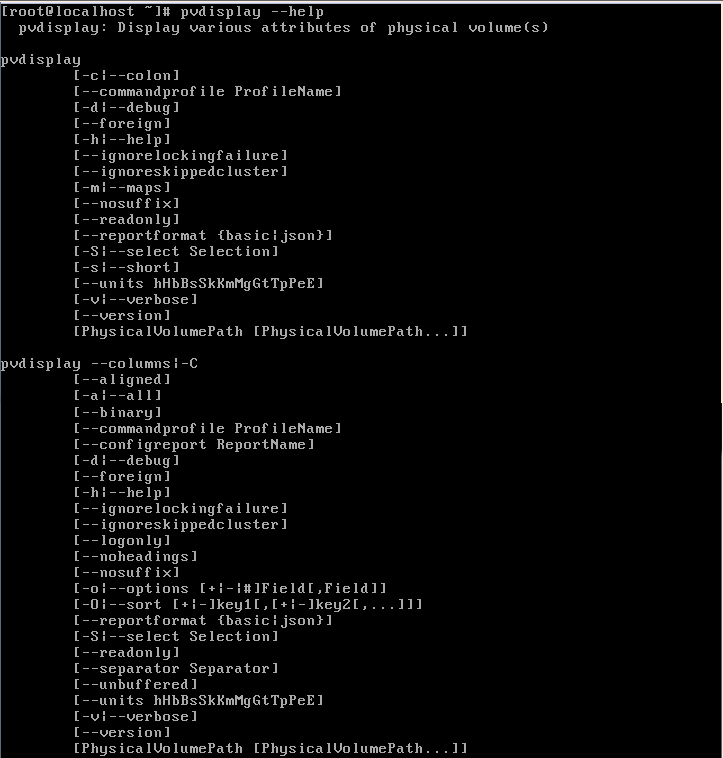 [root@localhost ~]# pvdisplay --help
  pvdisplay: Display various attributes of physical volume(s)

pvdisplay
        [-c|--colon]
        [--commandprofile ProfileName]
        [-d|--debug]
        [--foreign]
        [-h|--help]
        [--ignorelockingfailure]
        [--ignoreskippedcluster]
        [-m|--maps]
        [--nosuffix]
        [--readonly]
        [--reportformat {basic|json}]
        [-S|--select Selection]
        [-s|--short]
        [--units hHbBsSkKmMgGtTpPeE]
        [-v|--verbose]
        [--version]
        [PhysicalVolumePath [PhysicalVolumePath...]]

pvdisplay --columns|-C
        [--aligned]
        [-a|--all]
        [--binary]
        [--commandprofile ProfileName]
        [--configreport ReportName]
        [-d|--debug]
        [--foreign]
        [-h|--help]
        [--ignorelockingfailure]
        [--ignoreskippedcluster]
        [--logonly]
        [--noheadings]
        [--nosuffix]
        [-o|--options [+|-|#]Field[,Field]]
        [-O|--sort [+|-]key1[,[+|-]key2[,...]]]
        [--reportformat {basic|json}]
        [-S|--select Selection]
        [--readonly]
        [--separator Separator]
        [--unbuffered]
        [--units hHbBsSkKmMgGtTpPeE]
        [-v|--verbose]
        [--version]
        [PhysicalVolumePath [PhysicalVolumePath...]]